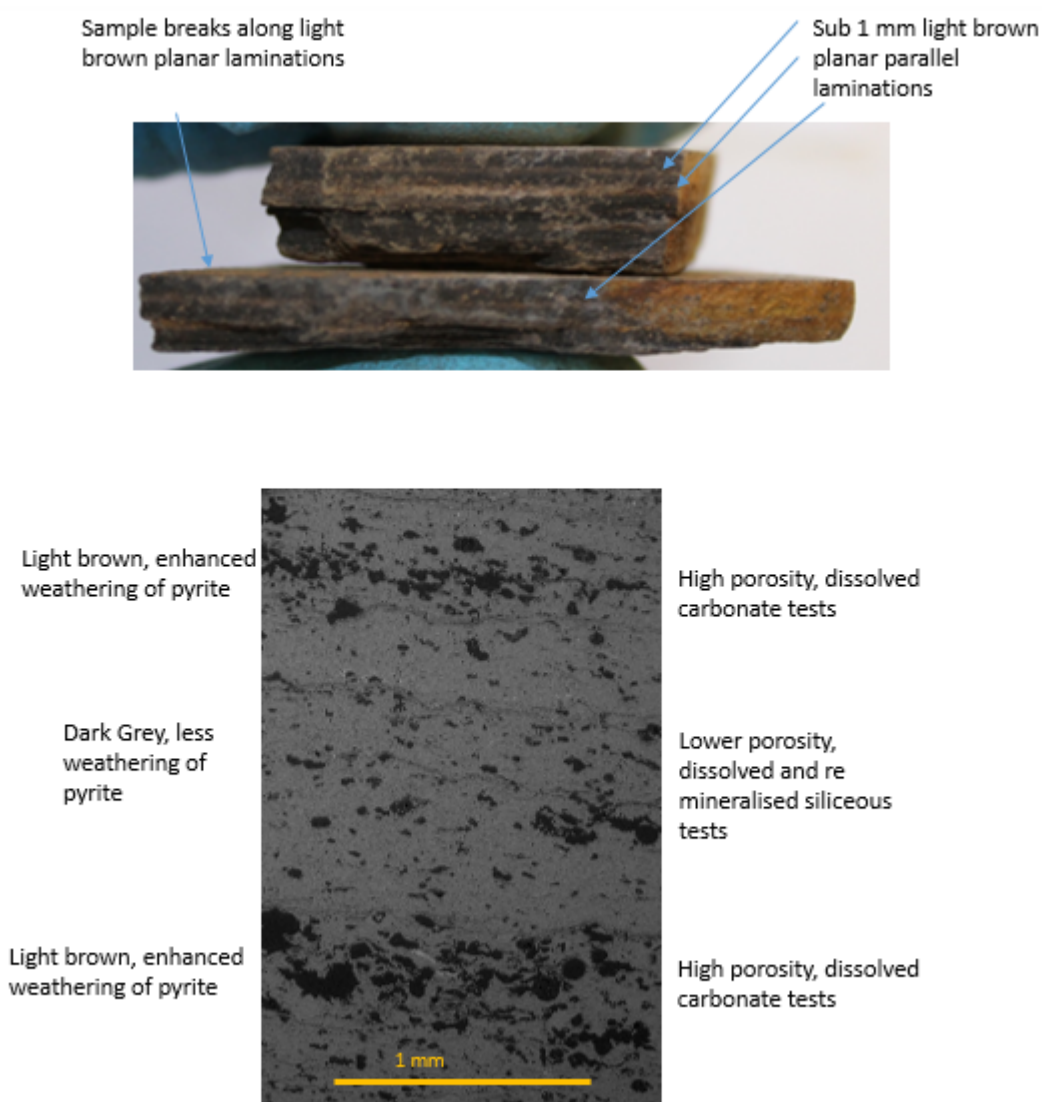 Sample breaks along light
brown planar laminations
Sub 1 mm light brown
planar parallel
laminations
Light brown, enhanced
weathering of pyrite
High porosity, dissolved
carbonate tests
Dark Grey, less
weathering of
pyrite
Lower porosity,
dissolved and re
mineralised siliceous
tests
Light brown, enhanced
weathering of pyrite
High porosity, dissolved
carbonate tests
1 mm